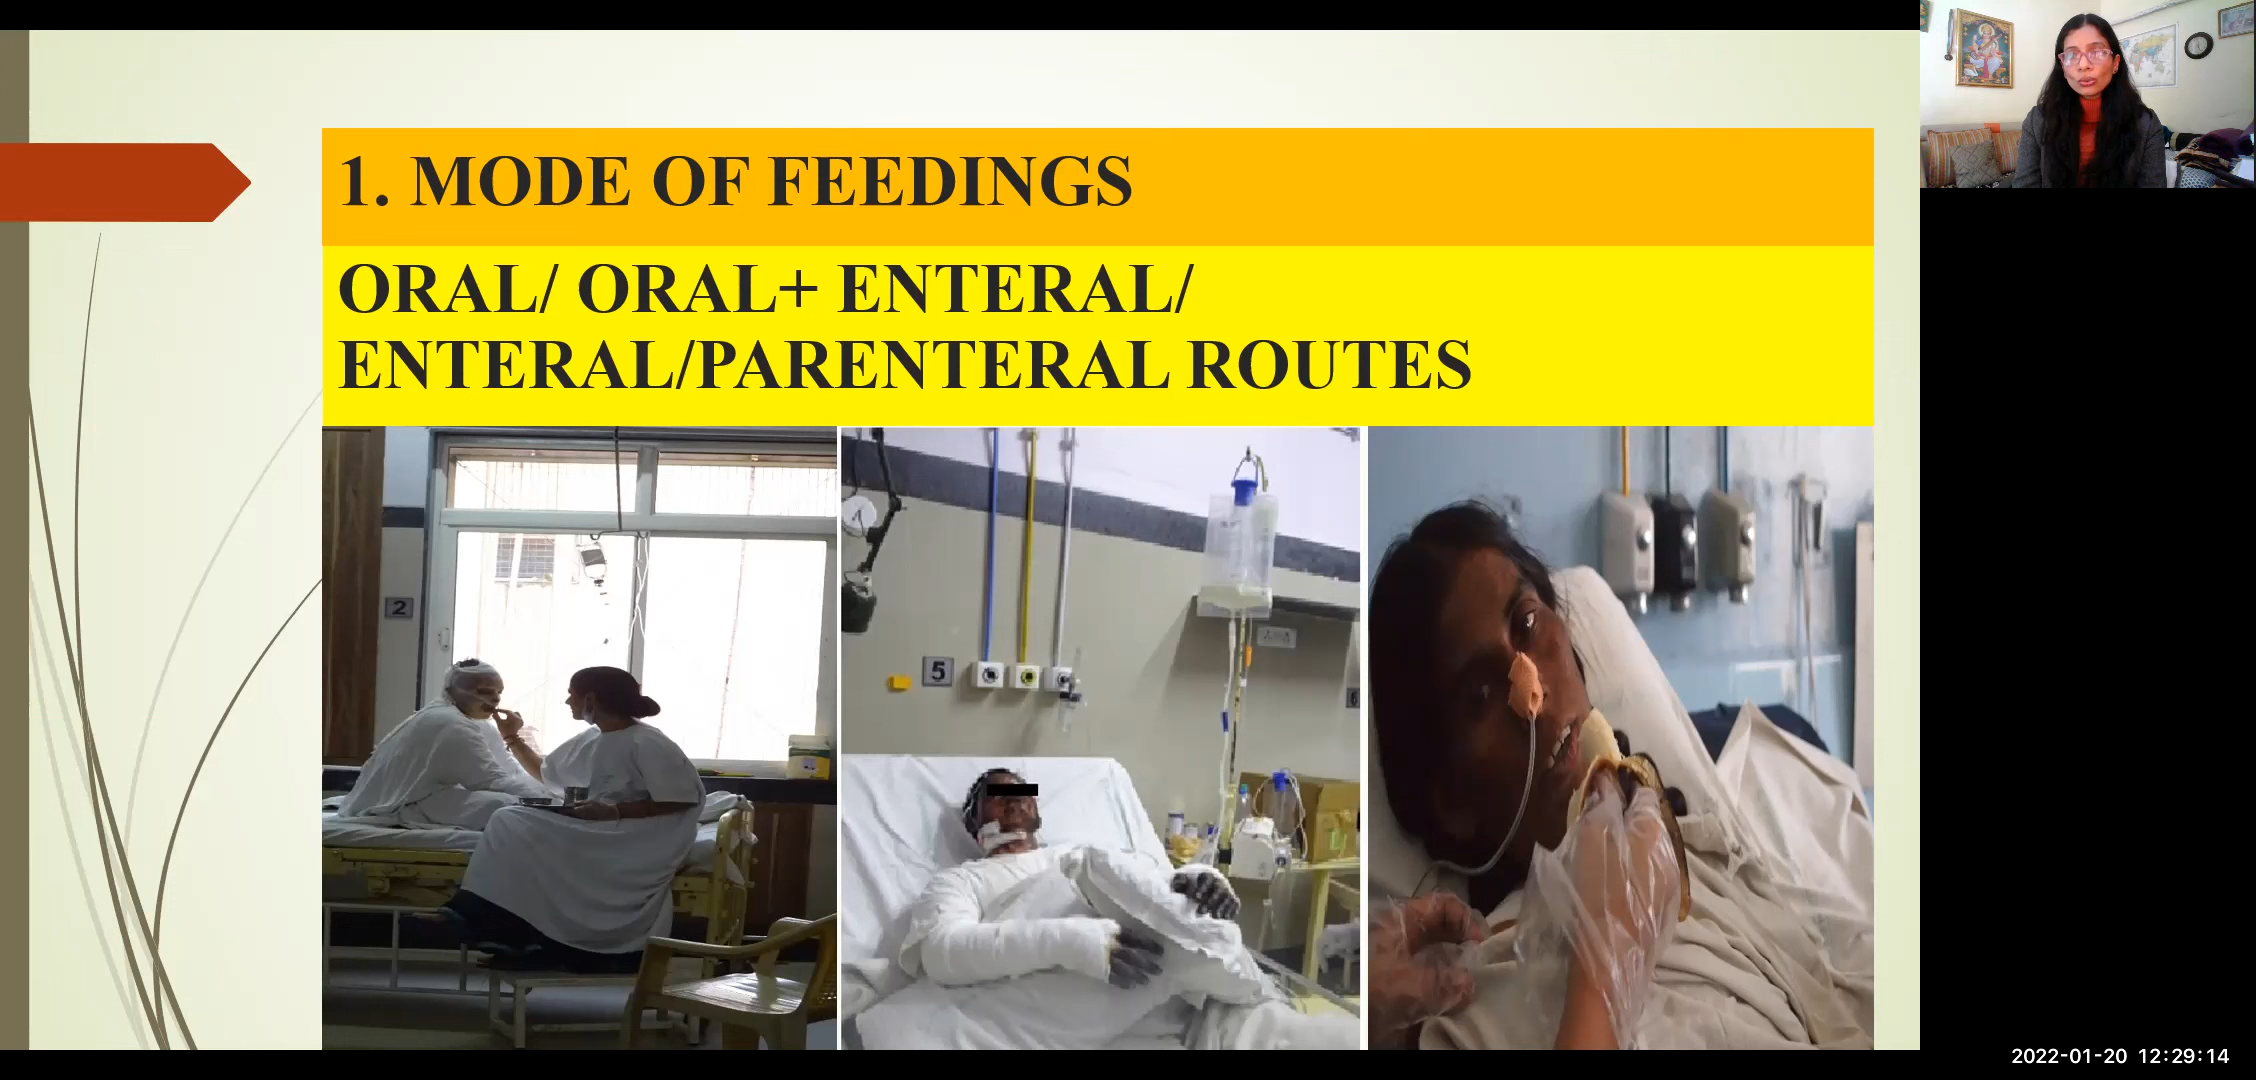 1. MODE OF FEEDINGS
ORAL/ ORAL+ ENTERAL/
ENTERAL/PARENTERAL ROUTES
2
5
2022-01-20 12:29:14